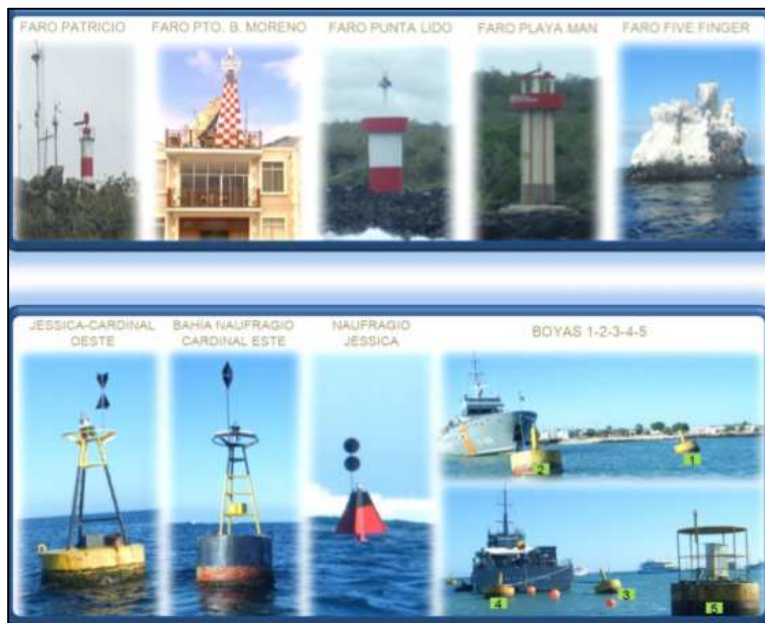 FARO PATRICIO
FARO PTO. B. MORENO
FARO PUNTA LIDO
FARO PLAYA MAN
FARO FIVE FINGER
JESSICA-CARDINAL
OESTE
BAHÍA NAUFRAGIO
CARDINAL ESTE
NAUFRAGIO
JESSICA
BOYAS 1-2-3-4-5
2
1
4
3
5